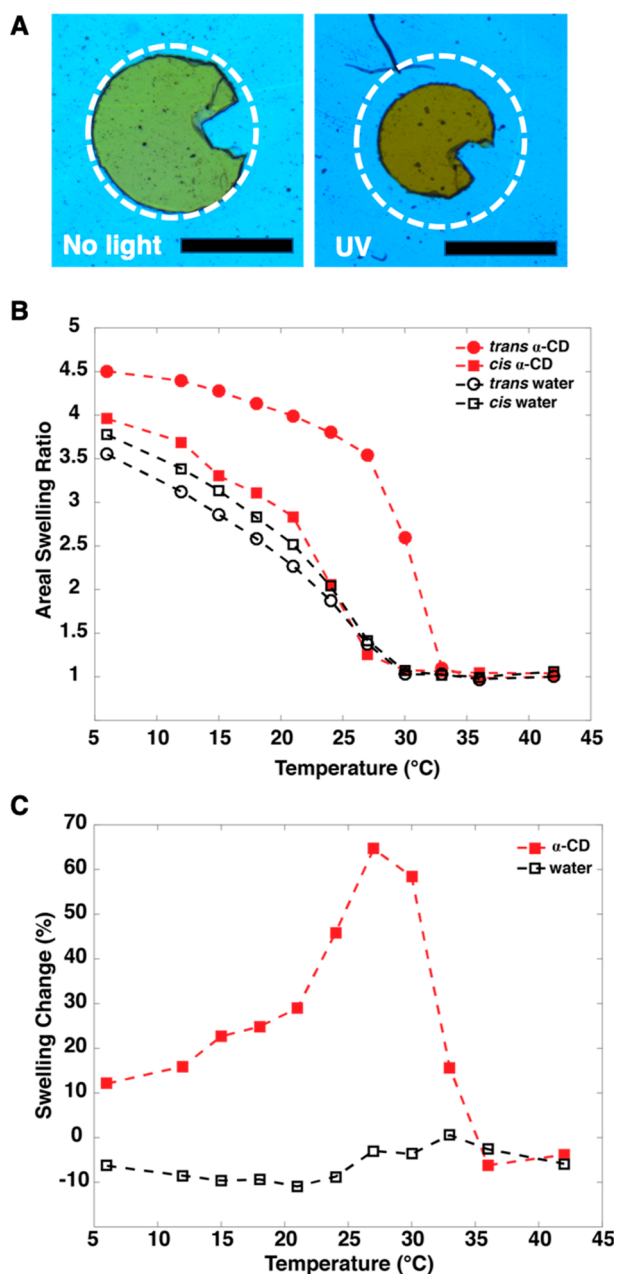 A
No light
UV
B
5
4.5
4
3.5
3
2.5
2
1.5
1
Areal Swelling Ratio
trans α-CD
cis α-CD
trans water
cis water
5 10 15 20 25 30 35 40 45
Temperature (°C)
C
70
60
50
40
30
20
10
0
-10
Swelling Change (%)
α-CD
water
5 10 15 20 25 30 35 40 45
Temperature (°C)